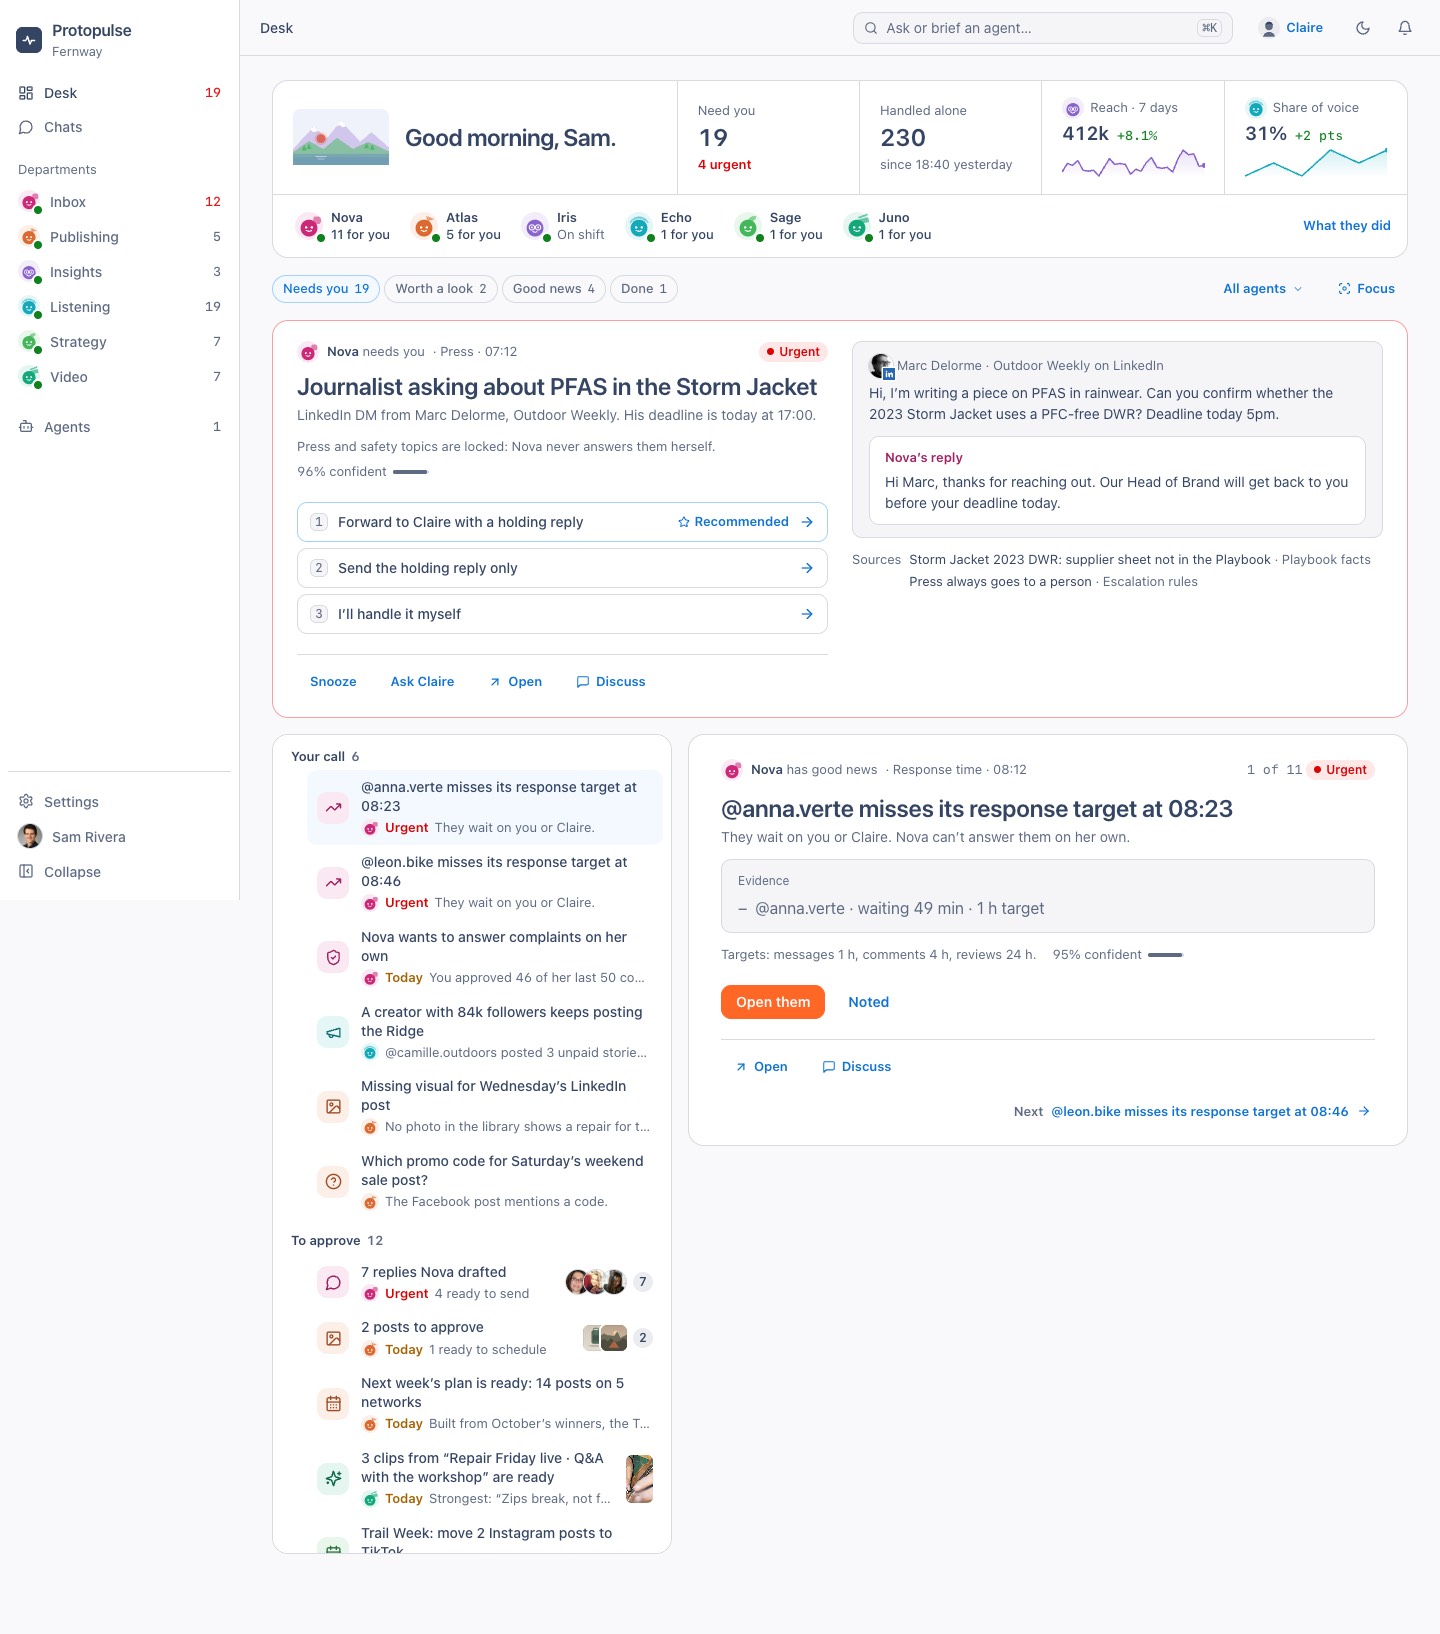 Protopulse
Fernway
Desk 19
Chats
Departments
Inbox 12
Publishing 5
Insights 3
Listening 19
Strategy 7
Video 7
Agents 1
Settings
Sam Rivera
Collapse
Desk
Ask or brief an agent… ⌘K
Claire
Good morning, Sam.
Need you
19
4 urgent
Handled alone
230
since 18:40 yesterday
Reach · 7 days
412k +8.1%
Share of voice
31% +2 pts
Nova
11 for you
Atlas
5 for you
Iris
On shift
Echo
1 for you
Sage
1 for you
Juno
1 for you
What they did
Needs you 19
Worth a look 2
Good news 4
Done 1
All agents
Focus
Nova needs you · Press · 07:12
Urgent
Journalist asking about PFAS in the Storm Jacket
LinkedIn DM from Marc Delorme, Outdoor Weekly. His deadline is today at 17:00.
Press and safety topics are locked: Nova never answers them herself.
96% confident
1 Forward to Claire with a holding reply Recommended
2 Send the holding reply only
3 I’ll handle it myself
Snooze
Ask Claire
Open
Discuss
in
Marc Delorme · Outdoor Weekly on LinkedIn
Hi, I’m writing a piece on PFAS in rainwear. Can you confirm whether the
2023 Storm Jacket uses a PFC-free DWR? Deadline today 5pm.
Nova’s reply
Hi Marc, thanks for reaching out. Our Head of Brand will get back to you
before your deadline today.
Sources Storm Jacket 2023 DWR: supplier sheet not in the Playbook · Playbook facts
Press always goes to a person · Escalation rules
Your call 6
@anna.verte misses its response target at
08:23
Urgent They wait on you or Claire.
@leon.bike misses its response target at
08:46
Urgent They wait on you or Claire.
Nova wants to answer complaints on her
own
Today You approved 46 of her last 50 co…
A creator with 84k followers keeps posting
the Ridge
@camille.outdoors posted 3 unpaid storie…
Missing visual for Wednesday’s LinkedIn
post
No photo in the library shows a repair for t…
Which promo code for Saturday’s weekend
sale post?
The Facebook post mentions a code.
To approve 12
7 replies Nova drafted
Urgent 4 ready to send
7
2 posts to approve
Today 1 ready to schedule
2
Next week’s plan is ready: 14 posts on 5
networks
Today Built from October’s winners, the T…
3 clips from “Repair Friday live · Q&A
with the workshop” are ready
Today Strongest: “Zips break, not f…
Trail Week: move 2 Instagram posts to
TikTok
Nova has good news · Response time · 08:12
1 of 11 Urgent
@anna.verte misses its response target at 08:23
They wait on you or Claire. Nova can’t answer them on her own.
Evidence
– @anna.verte · waiting 49 min · 1 h target
Targets: messages 1 h, comments 4 h, reviews 24 h. 95% confident
Open them
Noted
Open
Discuss
Next @leon.bike misses its response target at 08:46